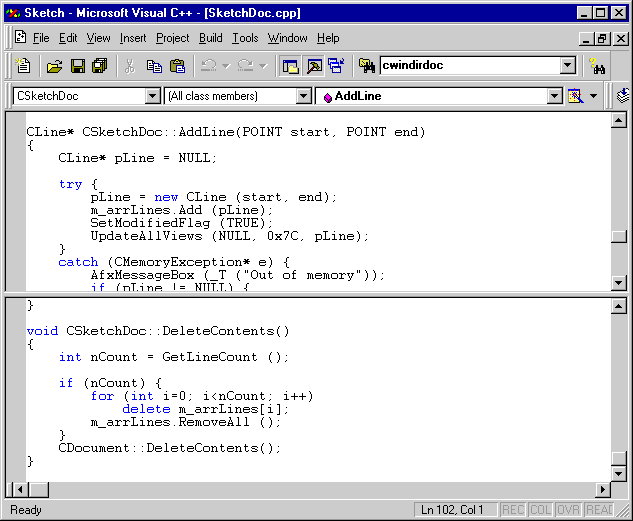 Sketch - Microsoft Visual C++ - [SketchDoc.cpp]
File Edit View Insert Project Build Tools Window Help
cwindirdoc
CSketchDoc (All class members) AddLine
CLine* CSketchDoc::AddLine(POINT start, POINT end)
{
    CLine* pLine = NULL;

    try {
        pLine = new CLine (start, end);
        m_arrLines.Add (pLine);
        SetModifiedFlag (TRUE);
        UpdateAllViews (NULL, 0x7C, pLine);
    }
    catch (CMemoryException* e) {
        AfxMessageBox (_T ("Out of memory"));
        if (pLine != NULL) {
}

void CSketchDoc::DeleteContents()
{
    int nCount = GetLineCount ();

    if (nCount) {
        for (int i=0; i<nCount; i++)
            delete m_arrLines[i];
        m_arrLines.RemoveAll ();
    }
    CDocument::DeleteContents();
}
Ready Ln 102, Col 1 REC COL OVR READ